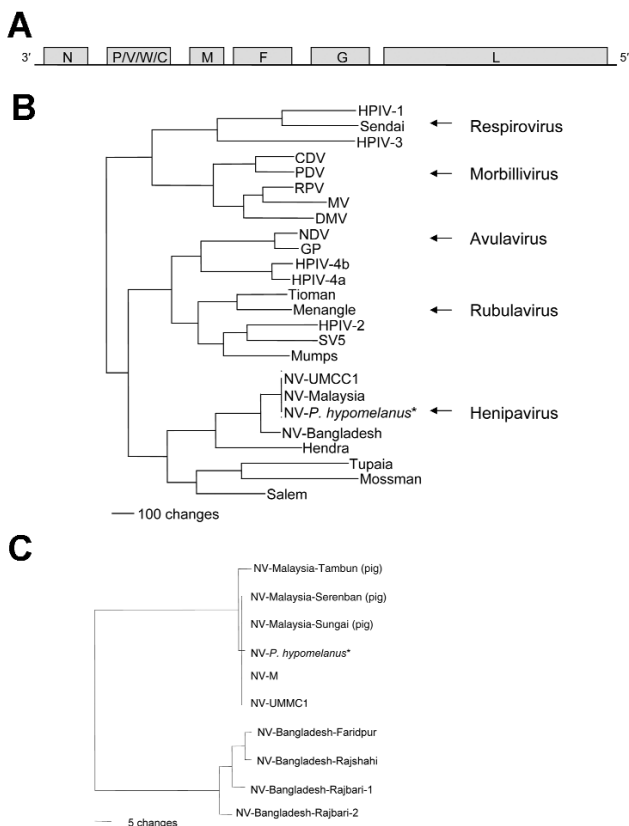 A
3′ N P/V/W/C M F G L 5′
B
HPIV-1
Sendai
HPIV-3
Respirovirus
CDV
PDV
RPV
MV
DMV
Morbillivirus
NDV
GP
Avulavirus
HPIV-4b
HPIV-4a
Tioman
Menangle
HPIV-2
SV5
Mumps
Rubulavirus
NV-UMCC1
NV-Malaysia
NV-P. hypomelanus*
NV-Bangladesh
Hendra
Henipavirus
Tupaia
Mossman
Salem
100 changes
C
NV-Malaysia-Tambun (pig)
NV-Malaysia-Serenban (pig)
NV-Malaysia-Sungai (pig)
NV-P. hypomelanus*
NV-M
NV-UMMC1
NV-Bangladesh-Faridpur
NV-Bangladesh-Rajshahi
NV-Bangladesh-Rajbari-1
NV-Bangladesh-Rajbari-2
5 changes